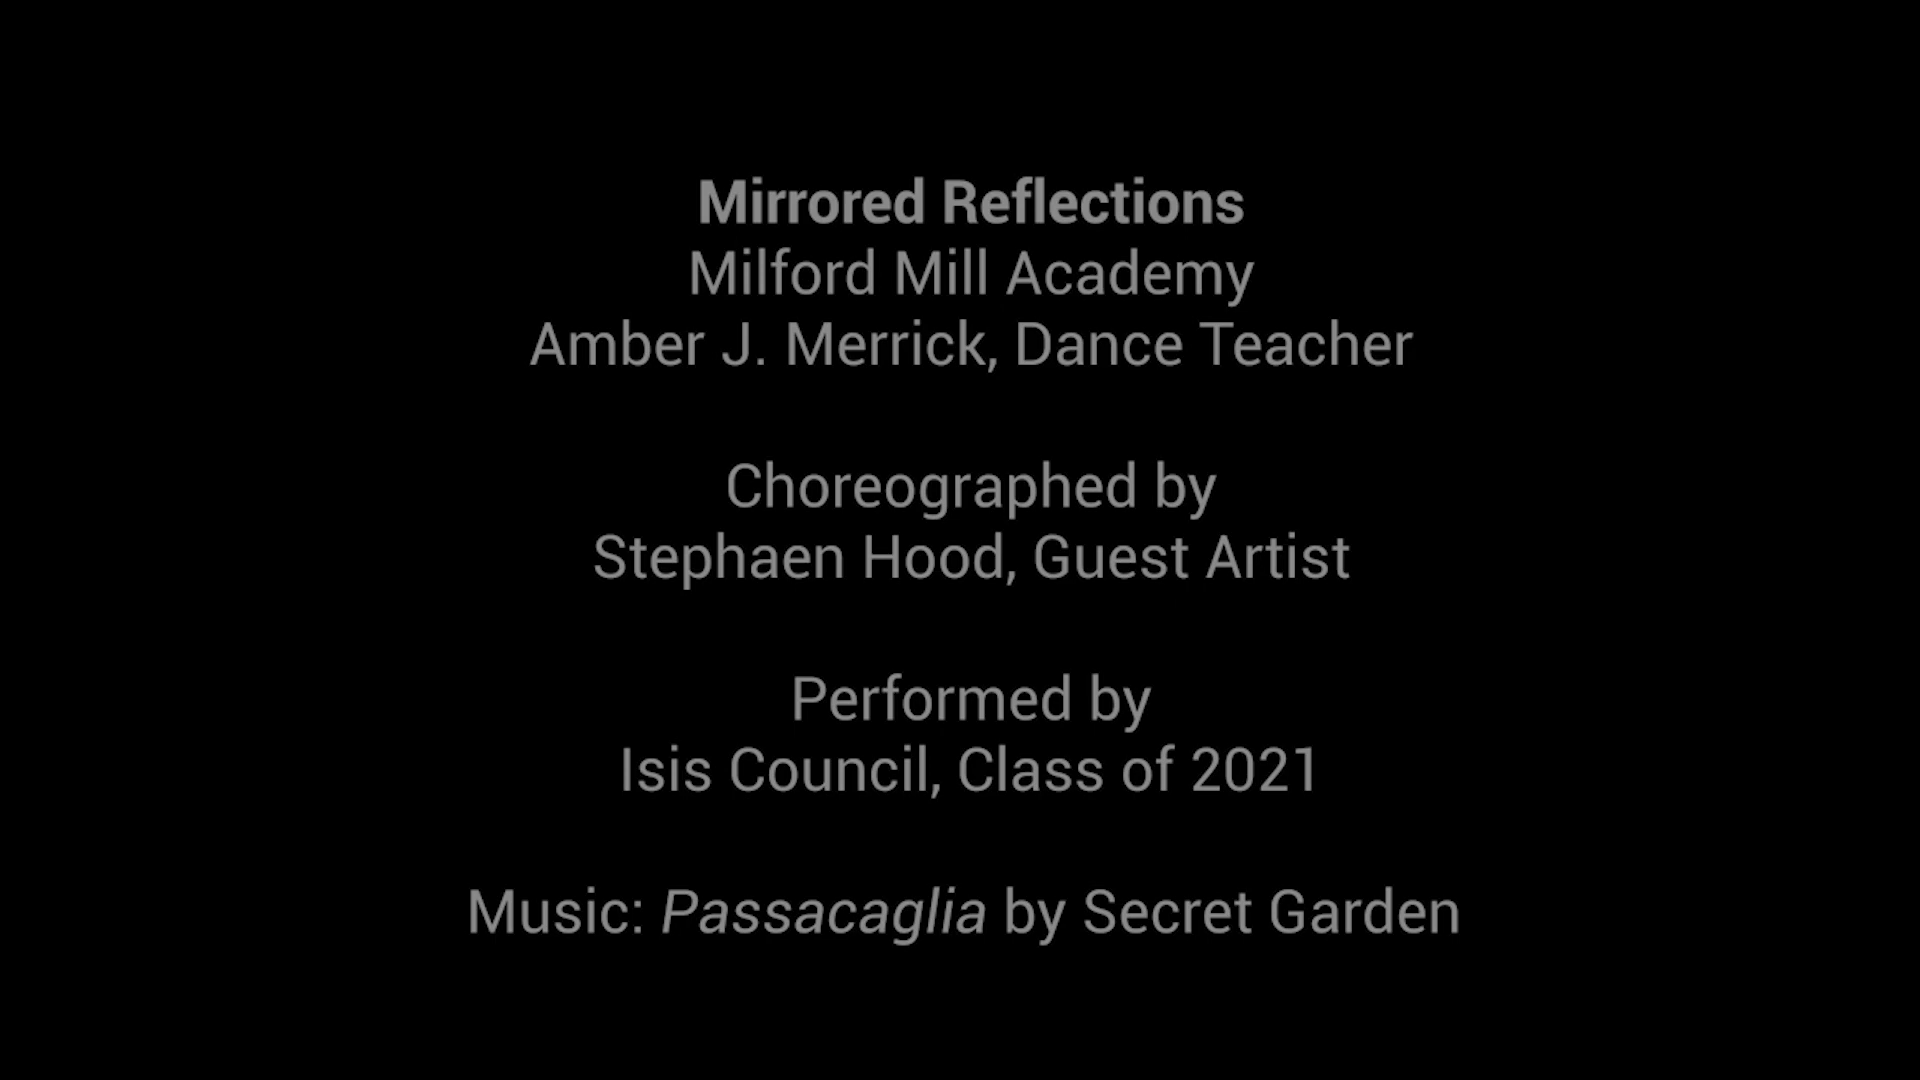 Mirrored Reflections
Milford Mill Academy
Amber J. Merrick, Dance Teacher
Choreographed by
Stephaen Hood, Guest Artist
Performed by
Isis Council, Class of 2021
Music: Passacaglia by Secret Garden